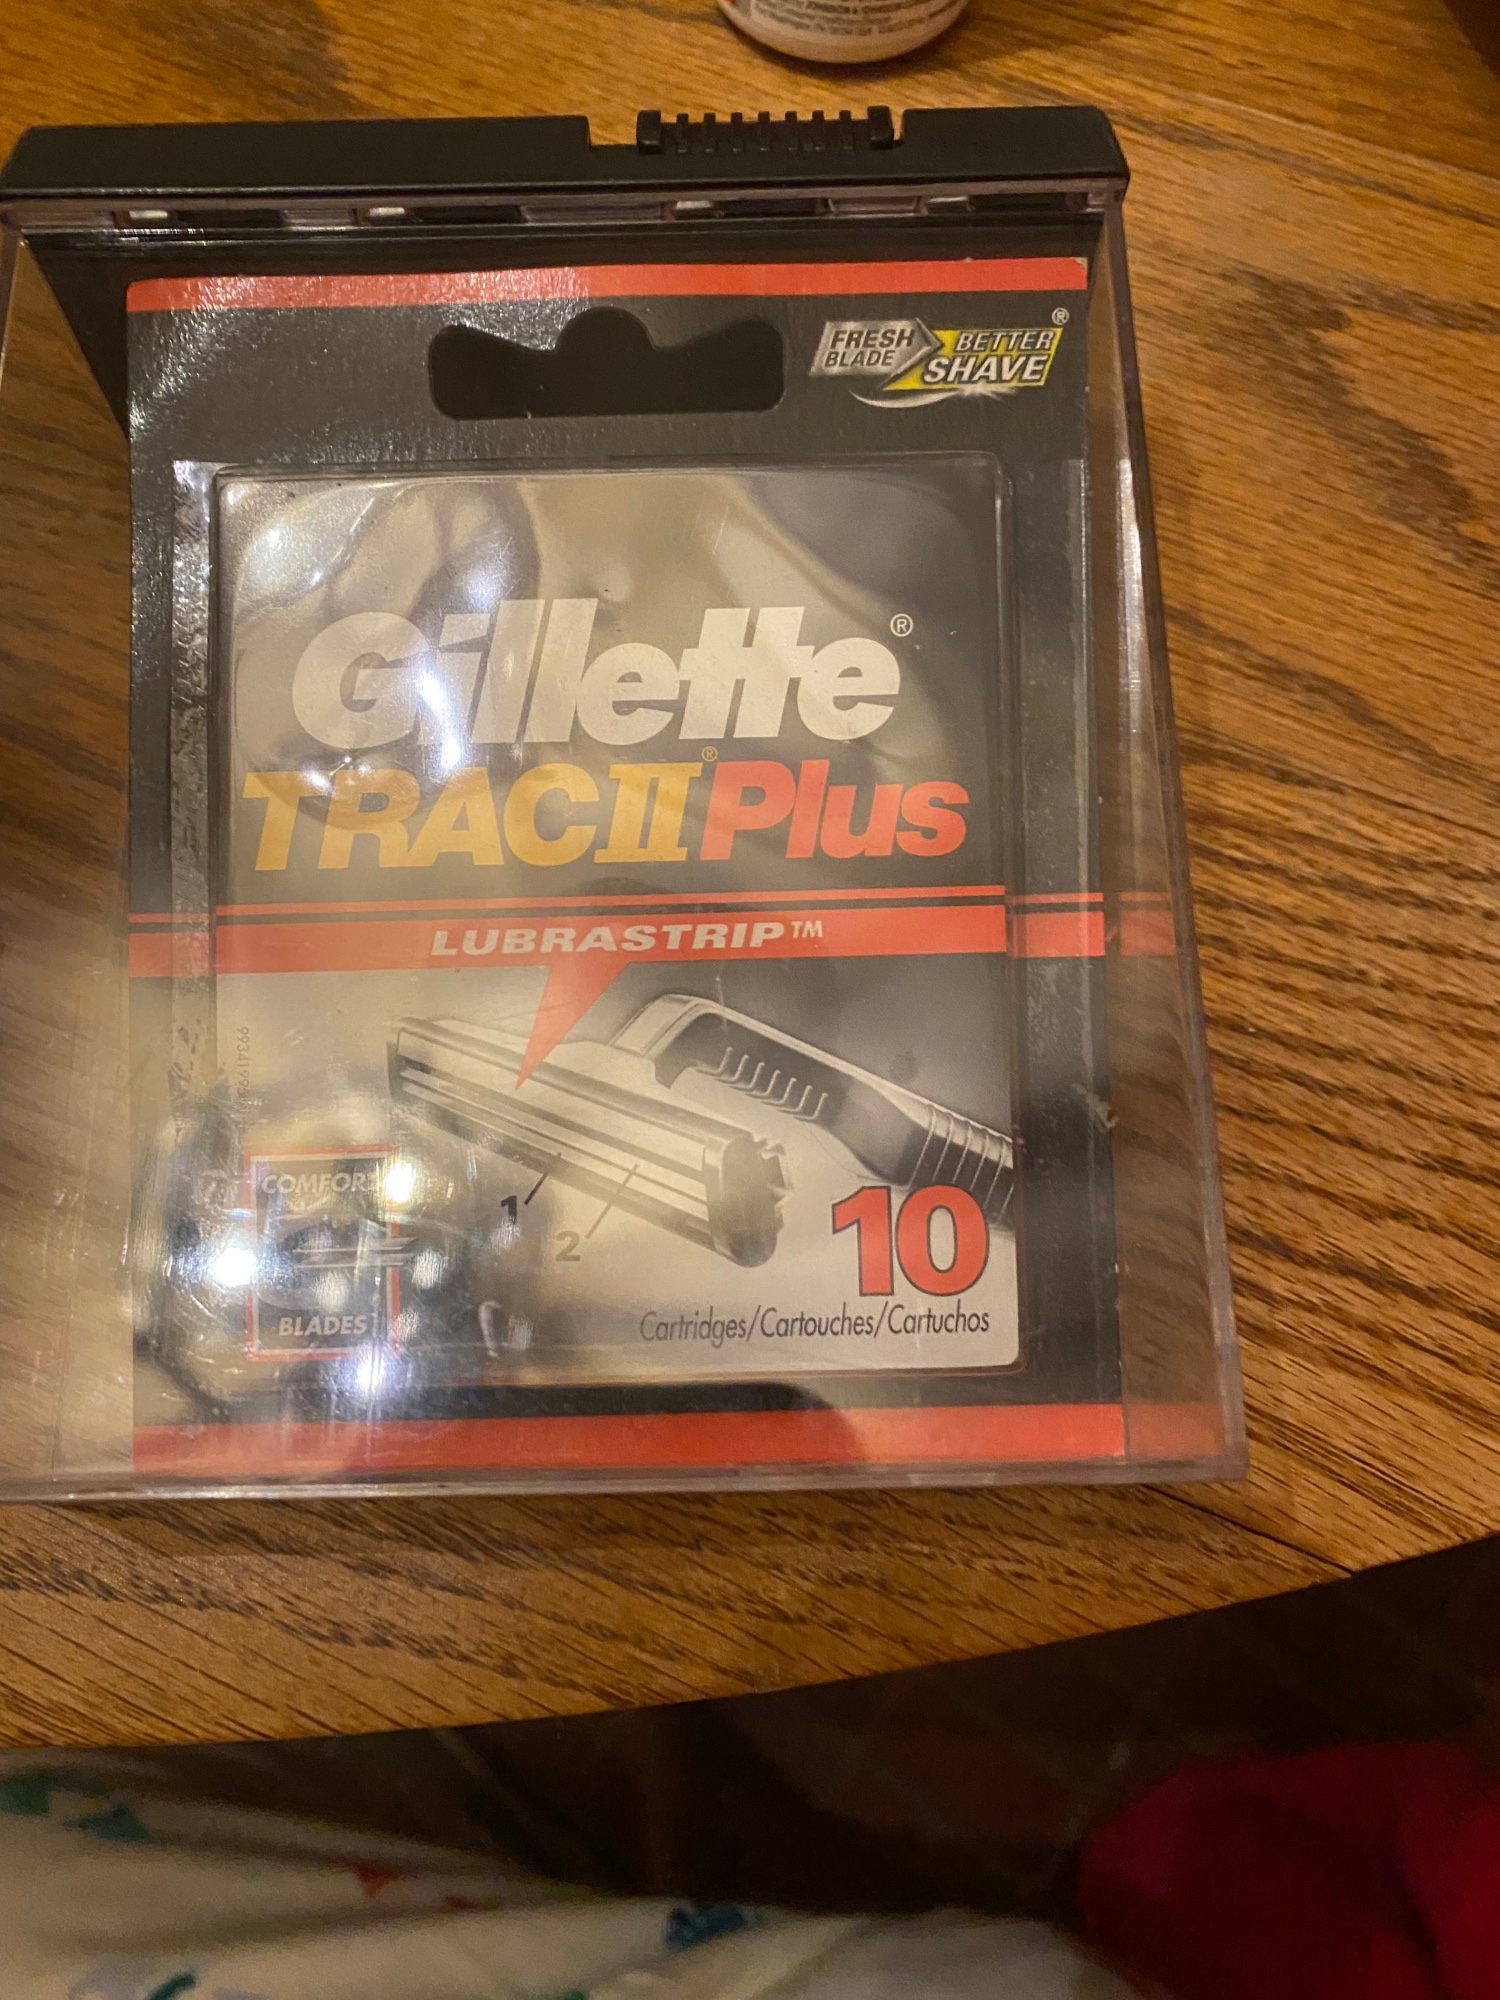 FRESH BLADE BETTER SHAVE ®
Gillette ®
TRAC II ® Plus
LUBRASTRIP™
COMFORT
BLADES
1
2
10
Cartridges/Cartouches/Cartuchos